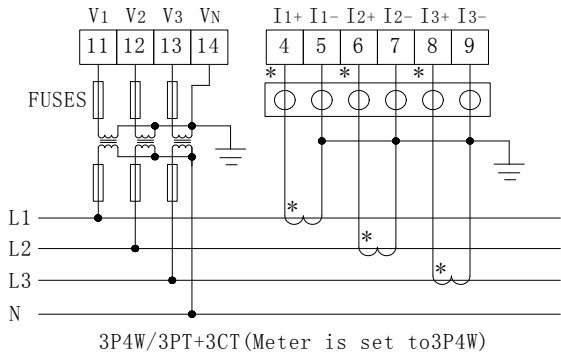 V1 V2 V3 VN I1+ I1- I2+ I2- I3+ I3-
11 12 13 14 4 5 6 7 8 9
* * *
FUSES
*
L1
*
L2
*
L3
N
3P4W/3PT+3CT(Meter is set to3P4W)